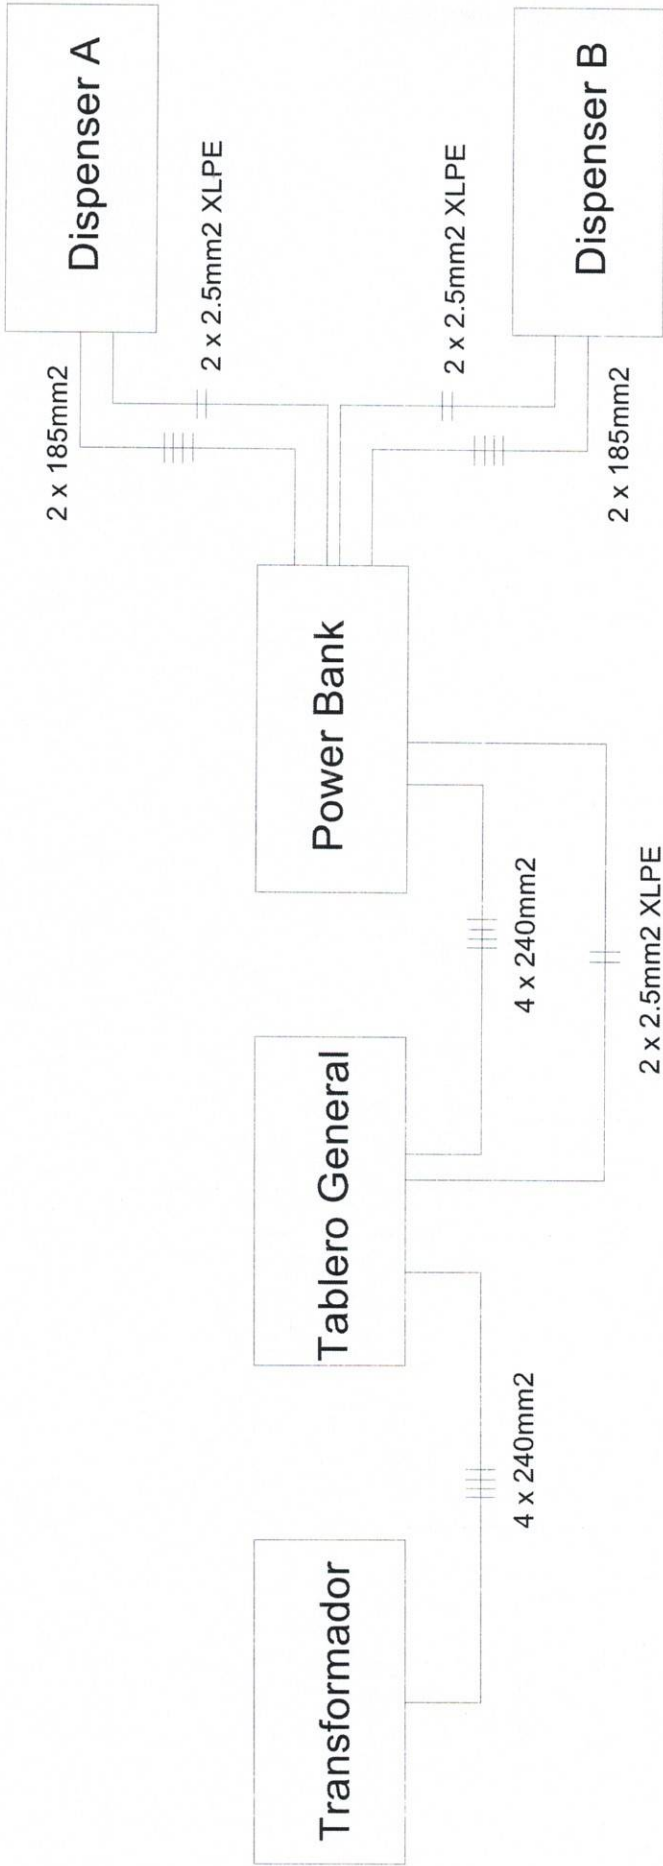 Transformador
4 x 240mm2
Tablero General
4 x 240mm2
2 x 2.5mm2 XLPE
Power Bank
2 x 185mm2
2 x 2.5mm2 XLPE
Dispenser A
2 x 2.5mm2 XLPE
2 x 185mm2
Dispenser B